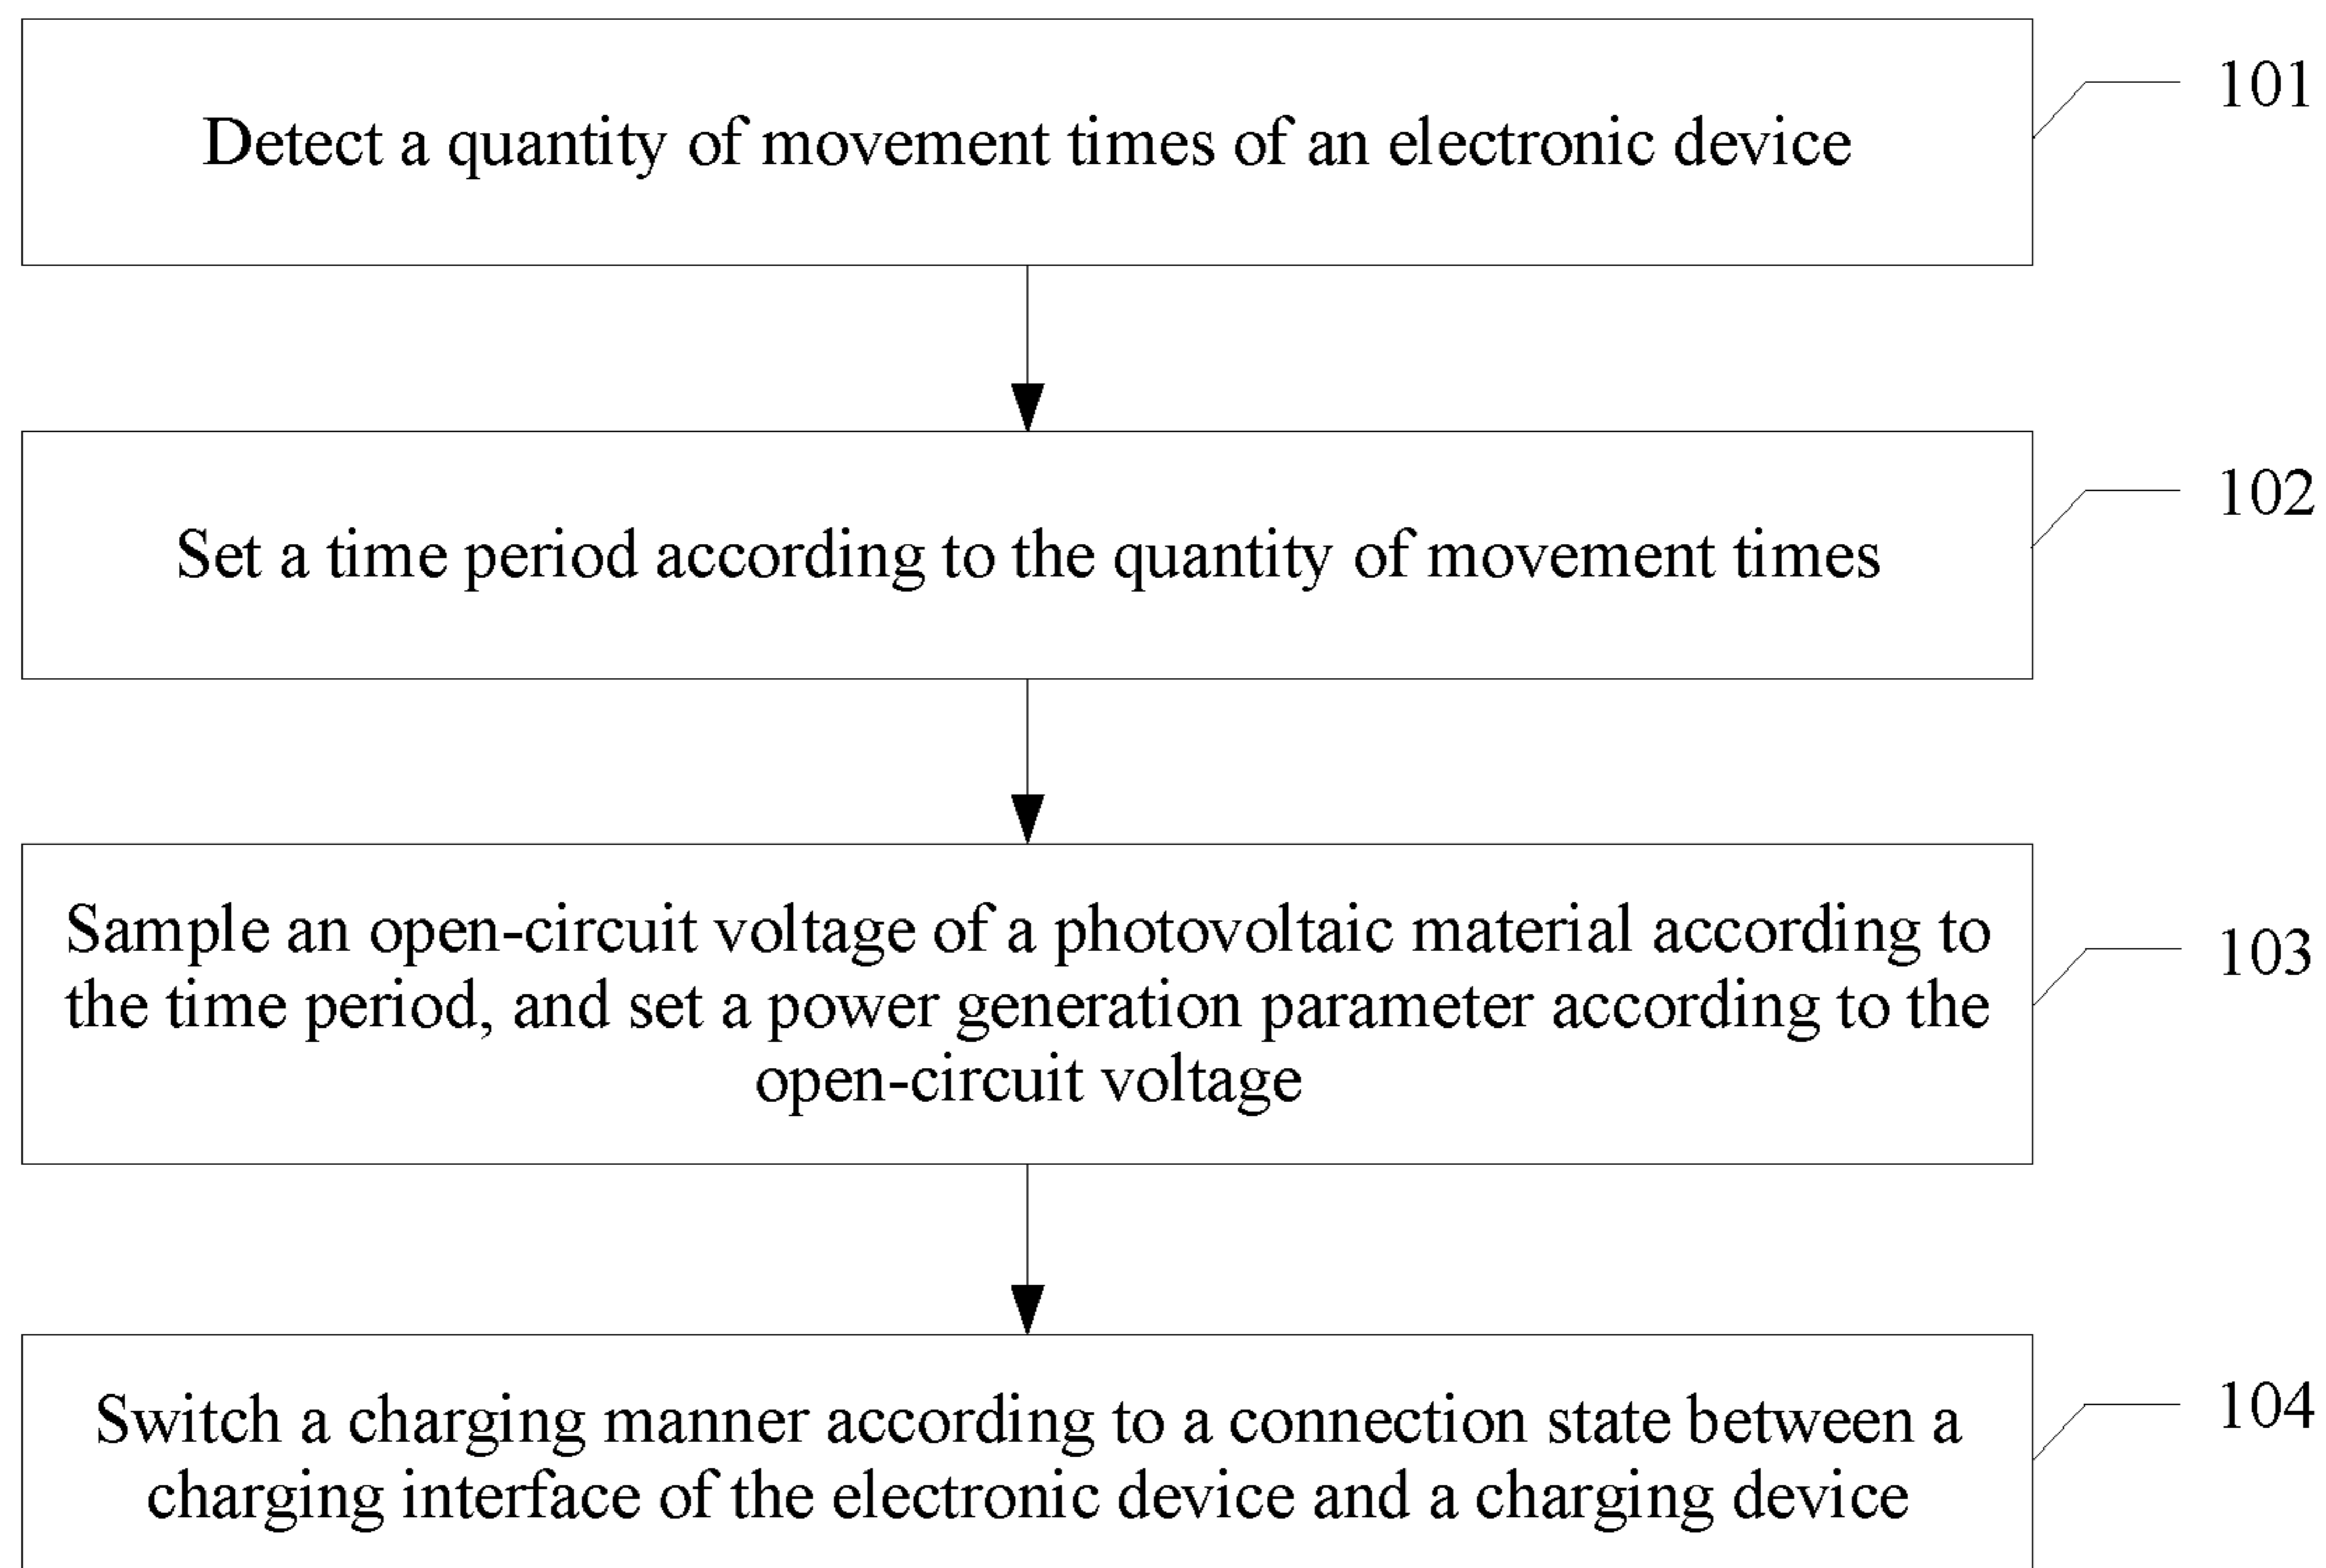 Detect a quantity of movement times of an electronic device
101
Set a time period according to the quantity of movement times
102
Sample an open-circuit voltage of a photovoltaic material according to
the time period, and set a power generation parameter according to the
open-circuit voltage
103
Switch a charging manner according to a connection state between a
charging interface of the electronic device and a charging device
104